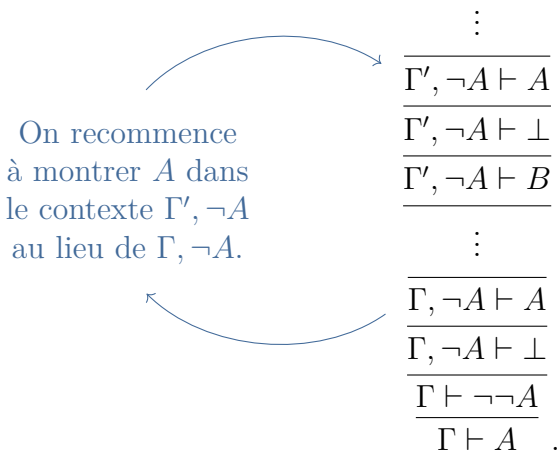 ⋮
Γ′, ¬A ⊢ A
Γ′, ¬A ⊢ ⊥
Γ′, ¬A ⊢ B
⋮
Γ, ¬A ⊢ A
Γ, ¬A ⊢ ⊥
Γ ⊢ ¬¬A
Γ ⊢ A .
On recommence
à montrer A dans
le contexte Γ′, ¬A
au lieu de Γ, ¬A.